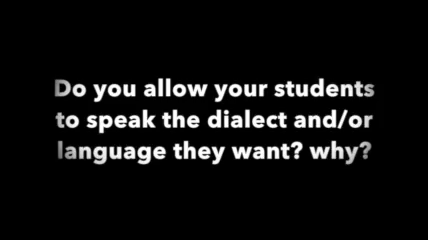 Do you allow your students
to speak the dialect and/or
language they want? why?